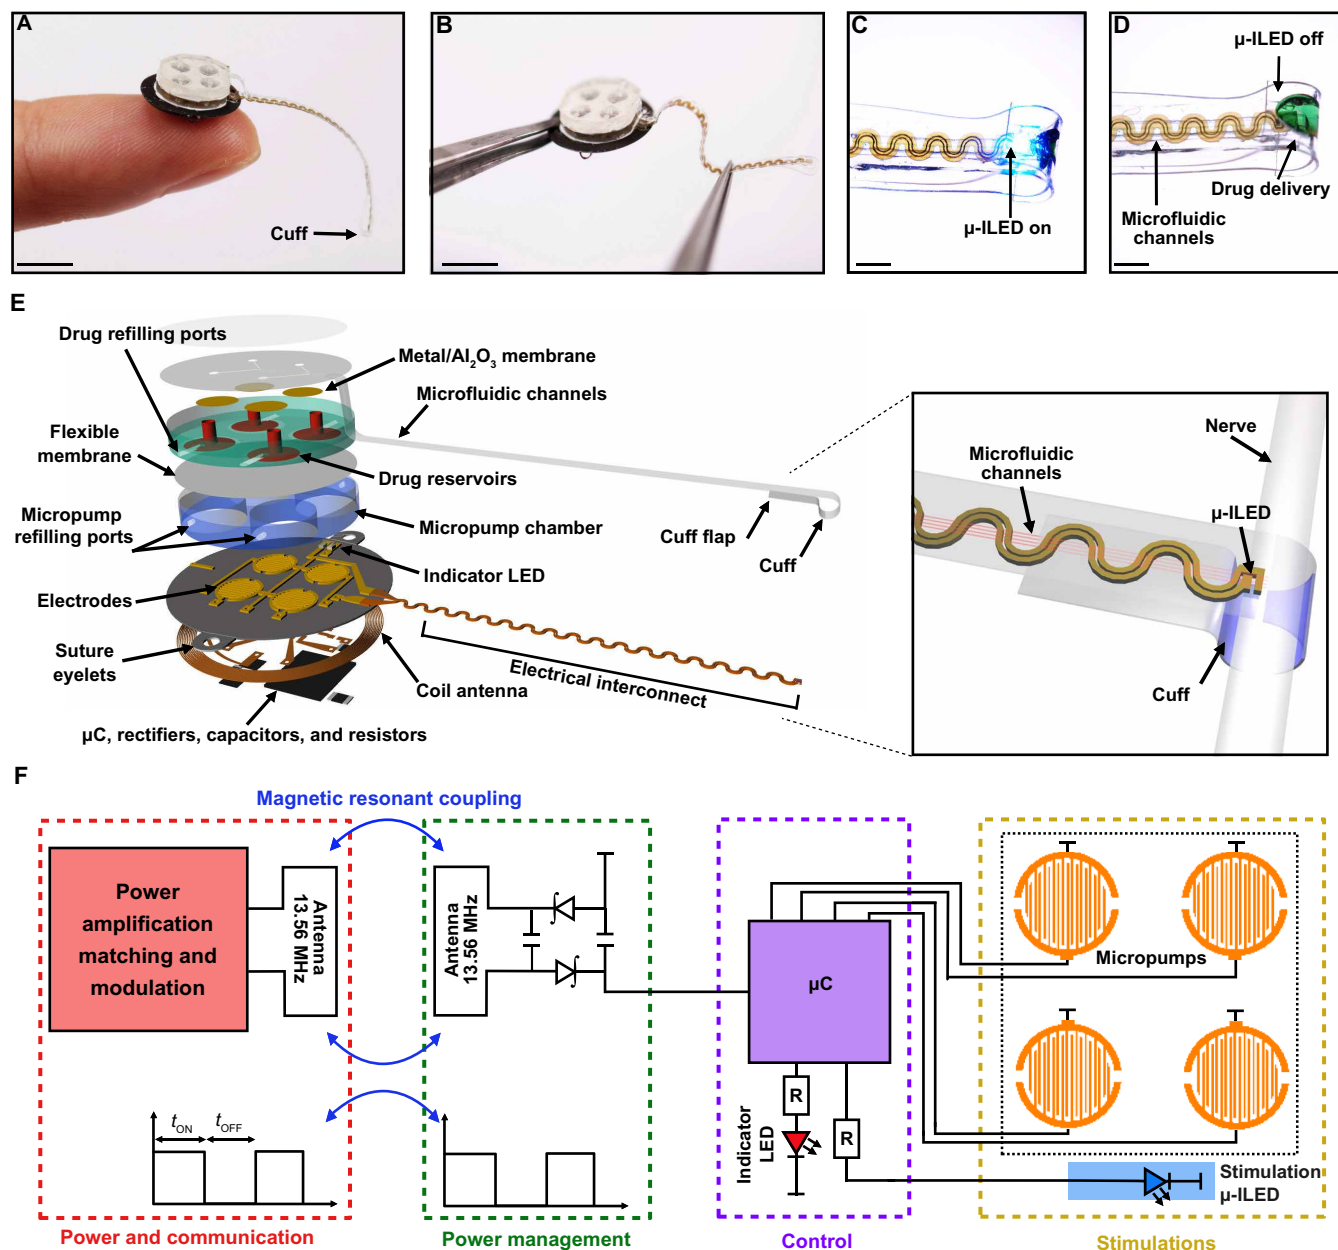 A
Cuff
B
C
μ-ILED on
D
μ-ILED off
Drug delivery
Microfluidic
channels
E
Drug refilling ports
Metal/Al₂O₃ membrane
Microfluidic channels
Flexible
membrane
Drug reservoirs
Micropump
refilling ports
Micropump chamber
Cuff flap
Cuff
Indicator LED
Electrodes
Suture
eyelets
Coil antenna
Electrical interconnect
μC, rectifiers, capacitors, and resistors
Nerve
Microfluidic
channels
μ-ILED
Cuff
F
Magnetic resonant coupling
Power
amplification
matching and
modulation
Antenna
13.56 MHz
Antenna
13.56 MHz
μC
Micropumps
R
R
Indicator
LED
Stimulation
μ-ILED
tON
tOFF
Power and communication
Power management
Control
Stimulations